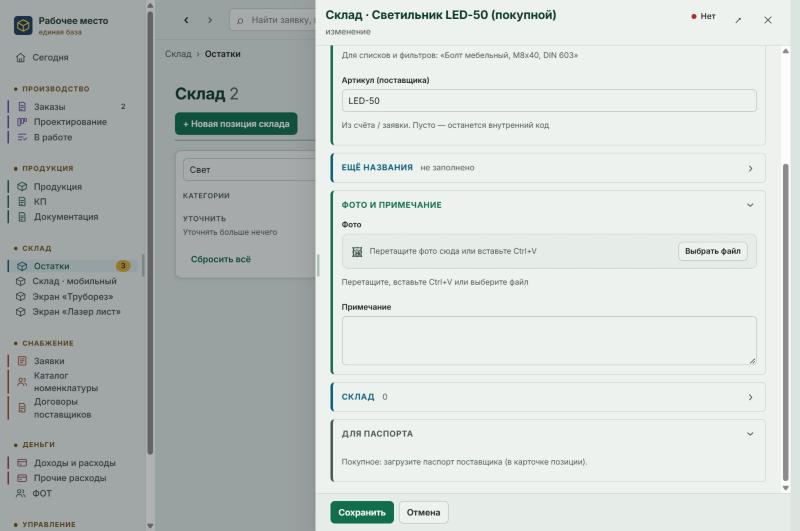 Рабочее место
единая база
Сегодня
ПРОИЗВОДСТВО
Заказы 2
Проектирование
В работе
ПРОДУКЦИЯ
Продукция
КП
Документация
СКЛАД
Остатки 3
Склад · мобильный
Экран «Труборез»
Экран «Лазер лист»
СНАБЖЕНИЕ
Заявки
Каталог
номенклатуры
Договоры
поставщиков
ДЕНЬГИ
Доходы и расходы
Прочие расходы
ФОТ
УПРАВЛЕНИЕ
Найти заявку,
Склад › Остатки
Склад 2
+ Новая позиция склада
Свет
КАТЕГОРИИ
УТОЧНИТЬ
Уточнять больше нечего
Сбросить всё
Склад · Светильник LED-50 (покупной)
изменение
Нет
Для списков и фильтров: «Болт мебельный, М8х40, DIN 603»
Артикул (поставщика)
LED-50
Из счёта / заявки. Пусто — останется внутренний код
ЕЩЁ НАЗВАНИЯ не заполнено
ФОТО И ПРИМЕЧАНИЕ
Фото
Перетащите фото сюда или вставьте Ctrl+V
Выбрать файл
Перетащите, вставьте Ctrl+V или выберите файл
Примечание
СКЛАД 0
ДЛЯ ПАСПОРТА
Покупное: загрузите паспорт поставщика (в карточке позиции).
Сохранить
Отмена